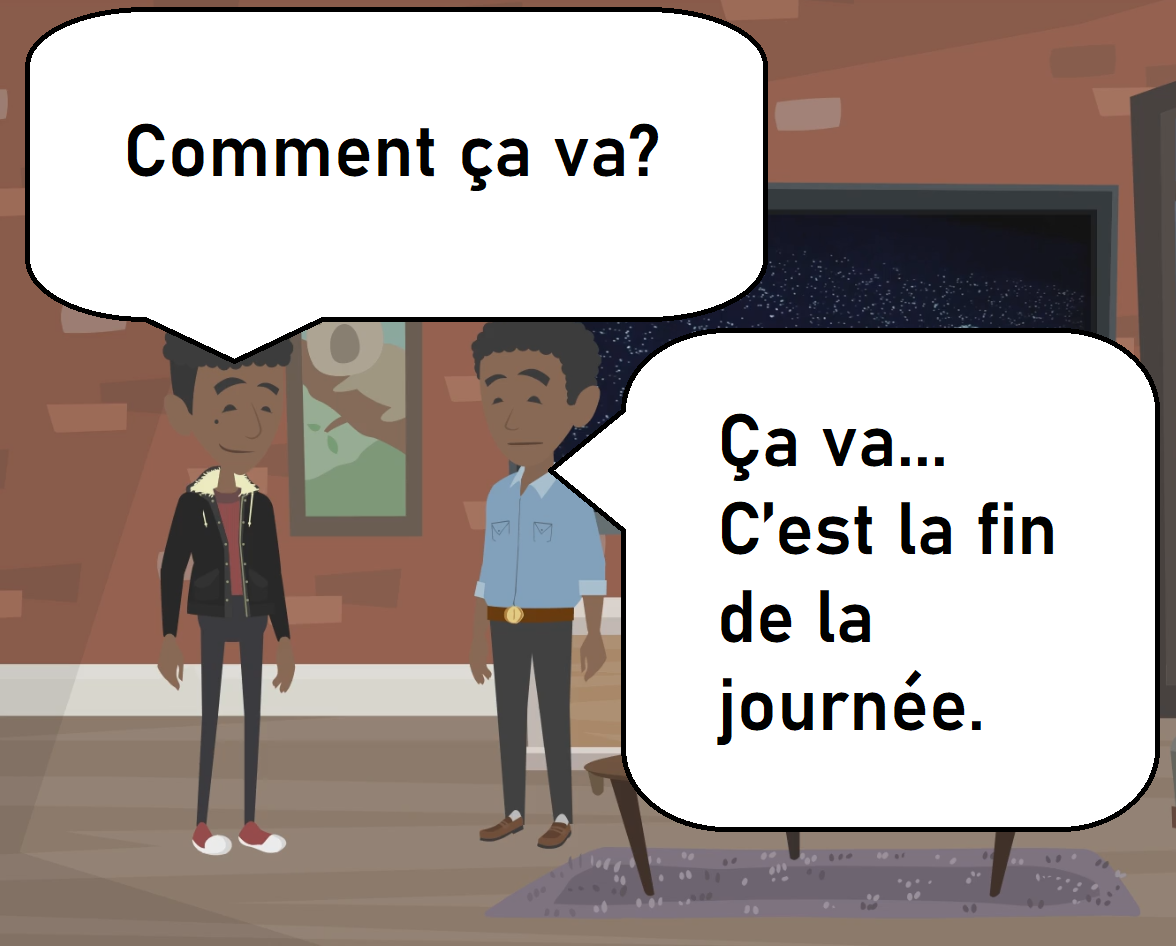 Comment ça va?
Ça va...
C'est la fin
de la
journée.